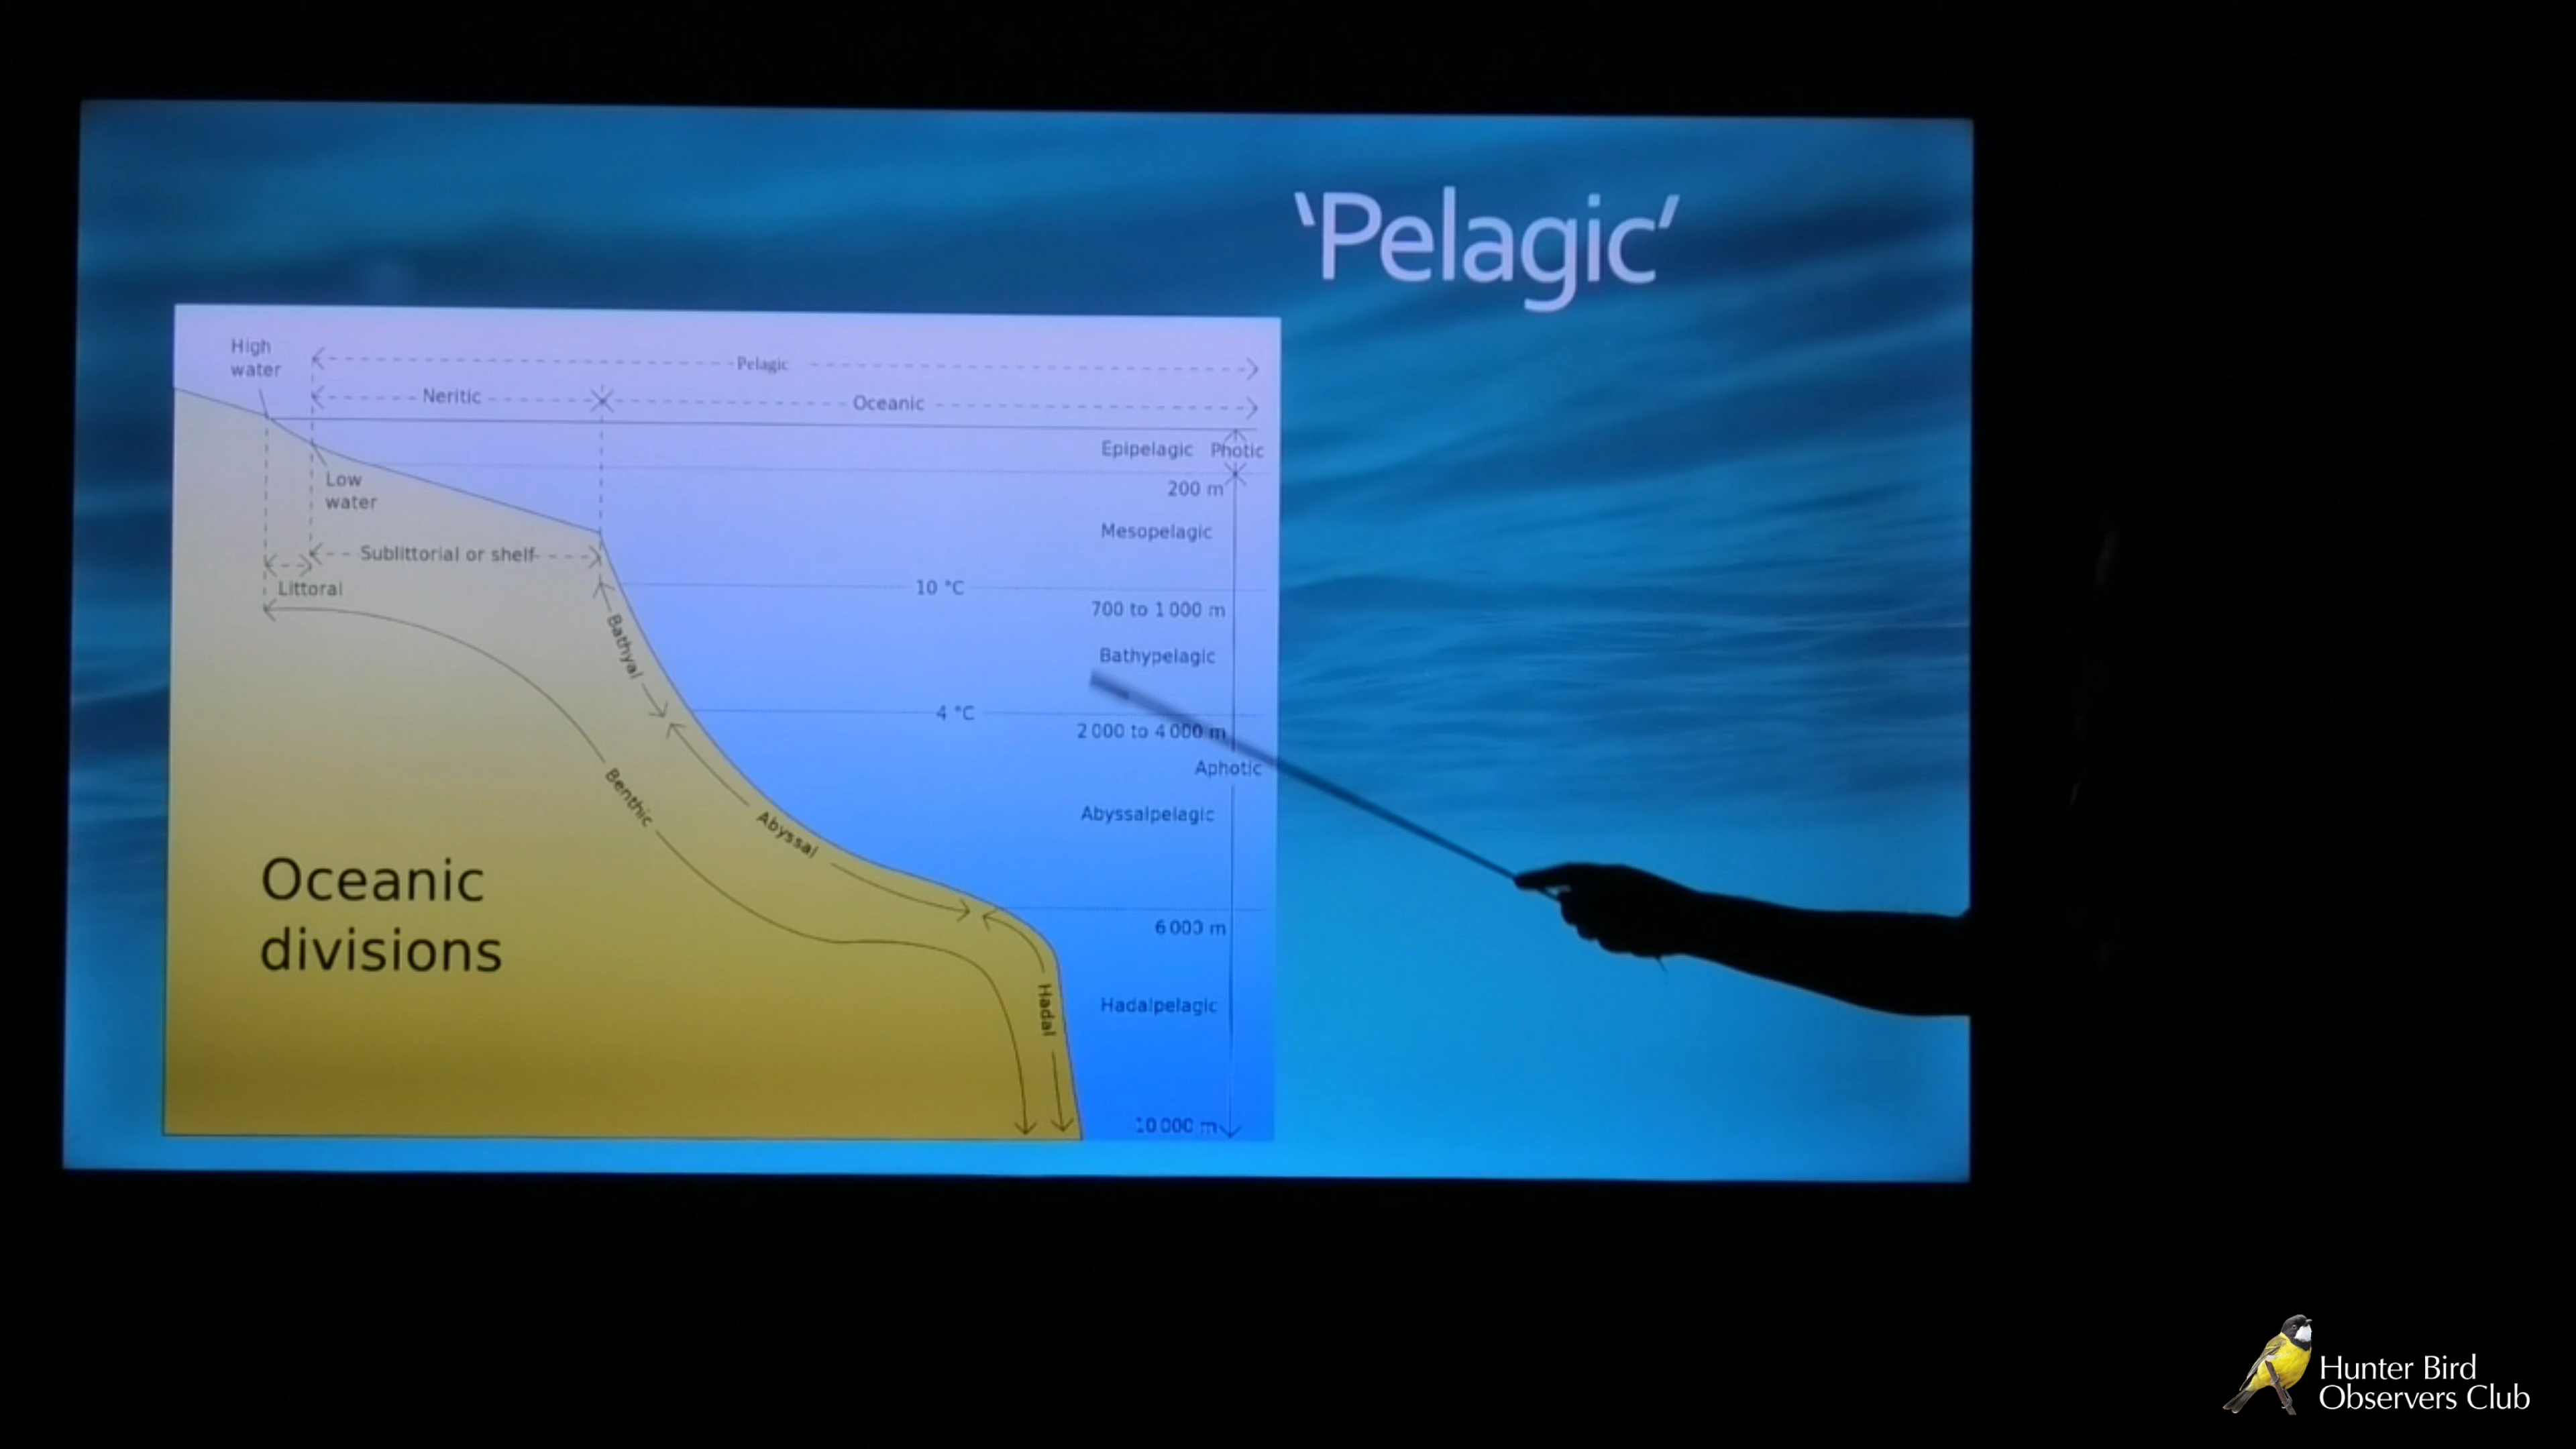 'Pelagic'
High
water
Pelagic
Neritic
Oceanic
Epipelagic Photic
Low
water
200 m
Mesopelagic
Sublittorial or shelf
Littoral
10 °C
700 to 1 000 m
Bathyal
Bathypelagic
4 °C
2 000 to 4 000 m
Aphotic
Benthic
Abyssal
Abyssalpelagic
Oceanic
divisions
6 000 m
Hadal
Hadalpelagic
10 000 m
Hunter Bird
Observers Club